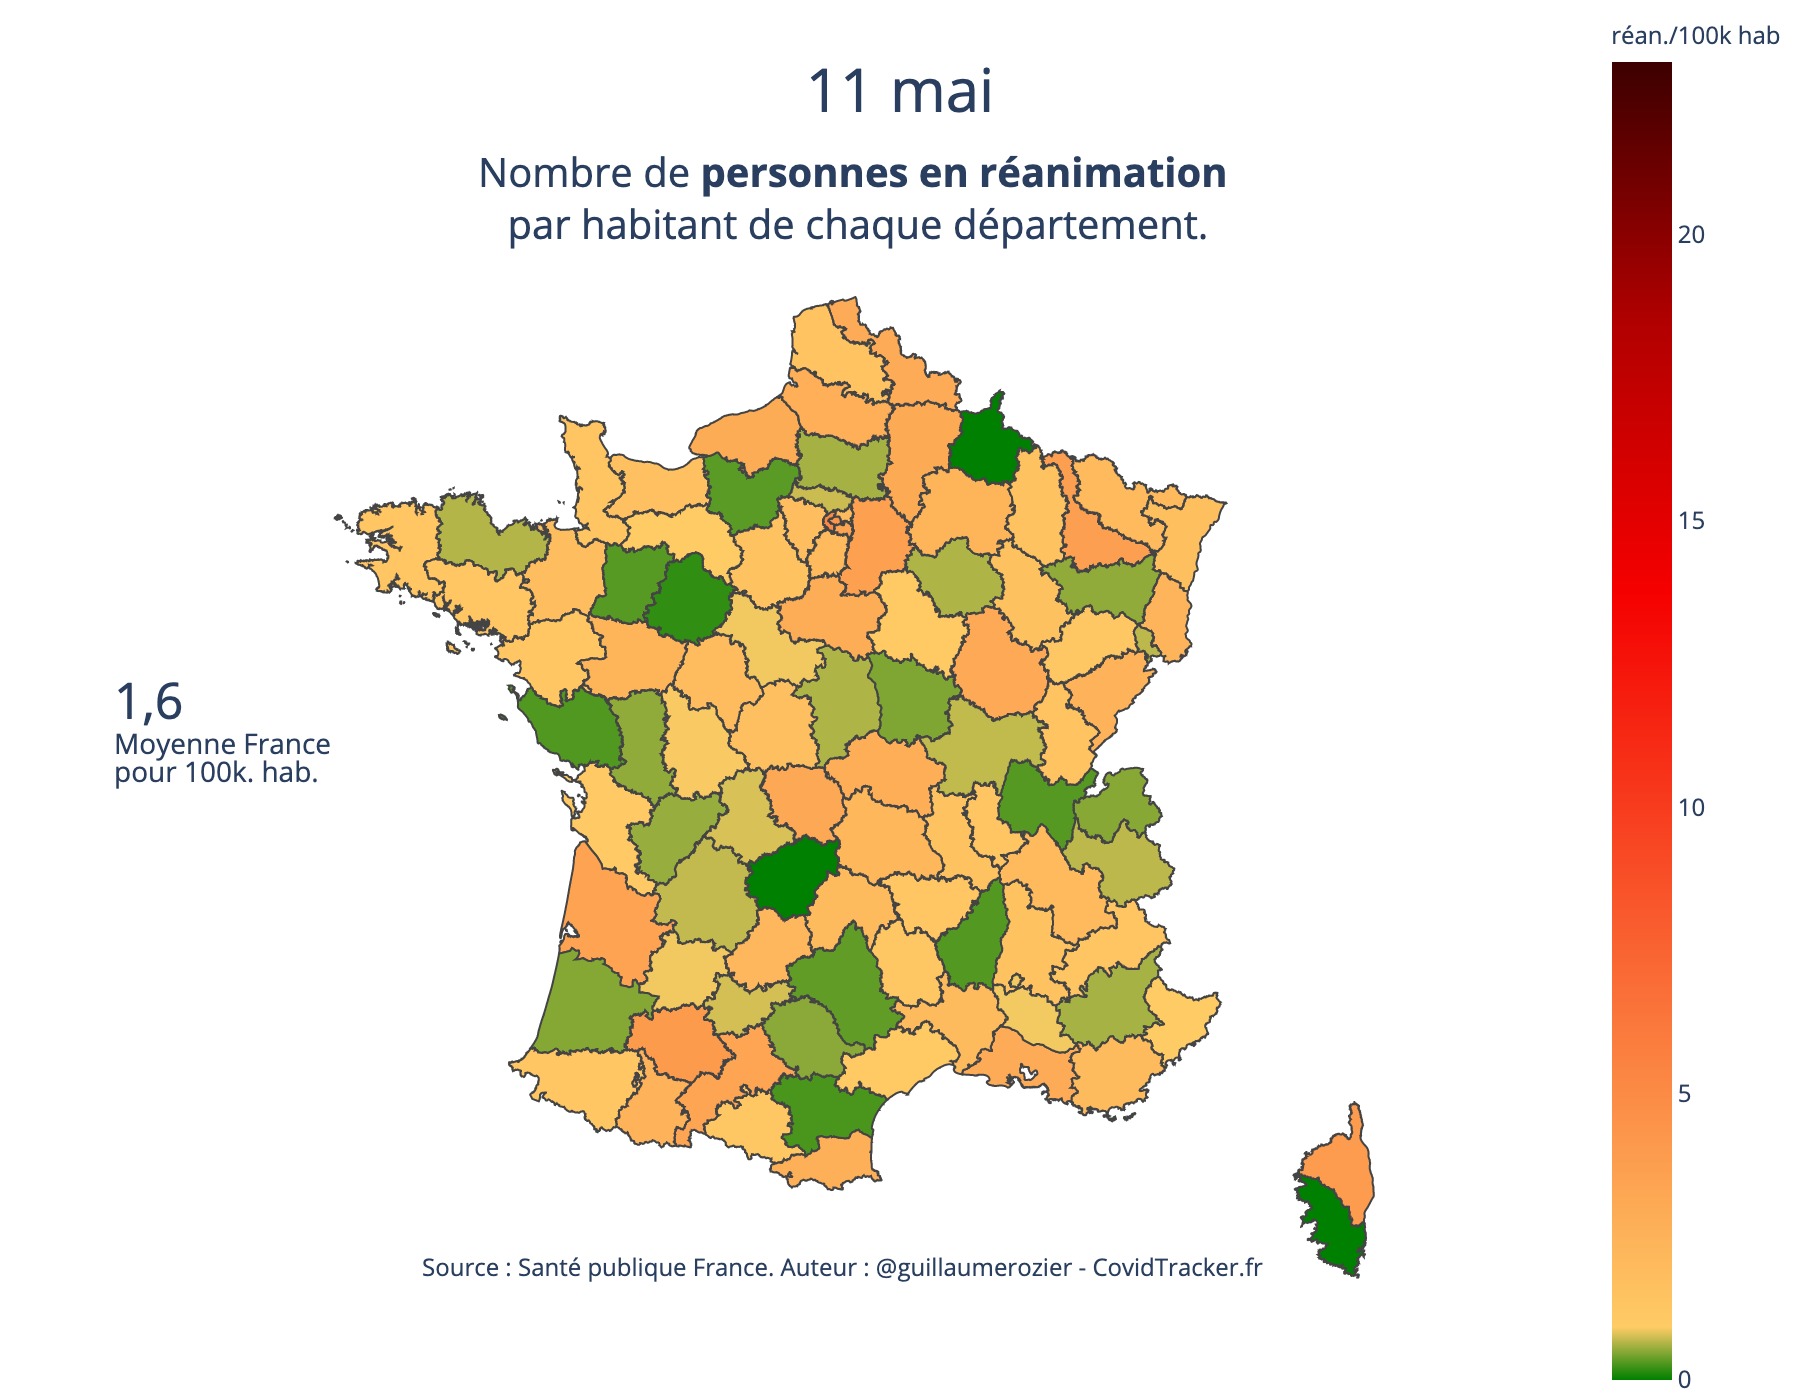 réan./100k hab
11 mai
Nombre de personnes en réanimation
par habitant de chaque département.
20
15
1,6
Moyenne France
pour 100k. hab.
10
5
Source : Santé publique France. Auteur : @guillaumerozier - CovidTracker.fr
0